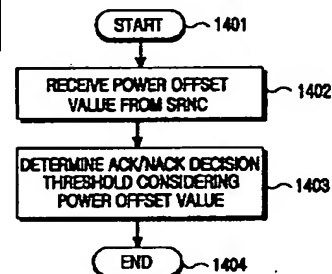 START
1401
RECEIVE POWER OFFSET
VALUE FROM SRNC
1402
DETERMINE ACK/NACK DECISION
THRESHOLD CONSIDERING
POWER OFFSET VALUE
1403
END
1404